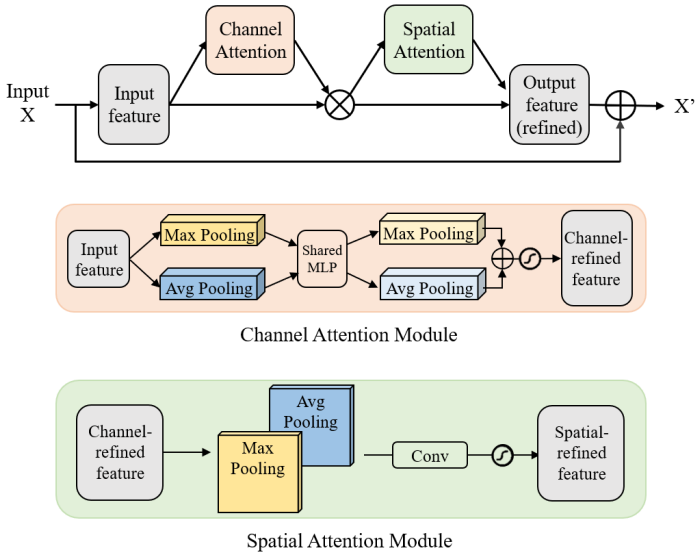 Channel
Attention
Spatial
Attention
Input
X
Input
feature
Output
feature
(refined)
X’
Input
feature
Max Pooling
Avg Pooling
Shared
MLP
Max Pooling
Avg Pooling
Channel-
refined
feature
Channel Attention Module
Channel-
refined
feature
Avg
Pooling
Max
Pooling
Conv
Spatial-
refined
feature
Spatial Attention Module